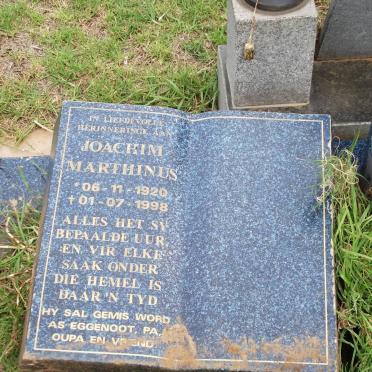 IN LIEFDEVOLLE
HERINNERINGE AAN
JOACHIM
MARTHINUS
* 06-11-1920
† 01-07-1998
ALLES HET SY
BEPAALDE UUR,
EN VIR ELKE
SAAK ONDER
DIE HEMEL IS
DAAR'N TYD
HY SAL GEMIS WORD
AS EGGENOOT, PA,
OUPA EN VRIEND